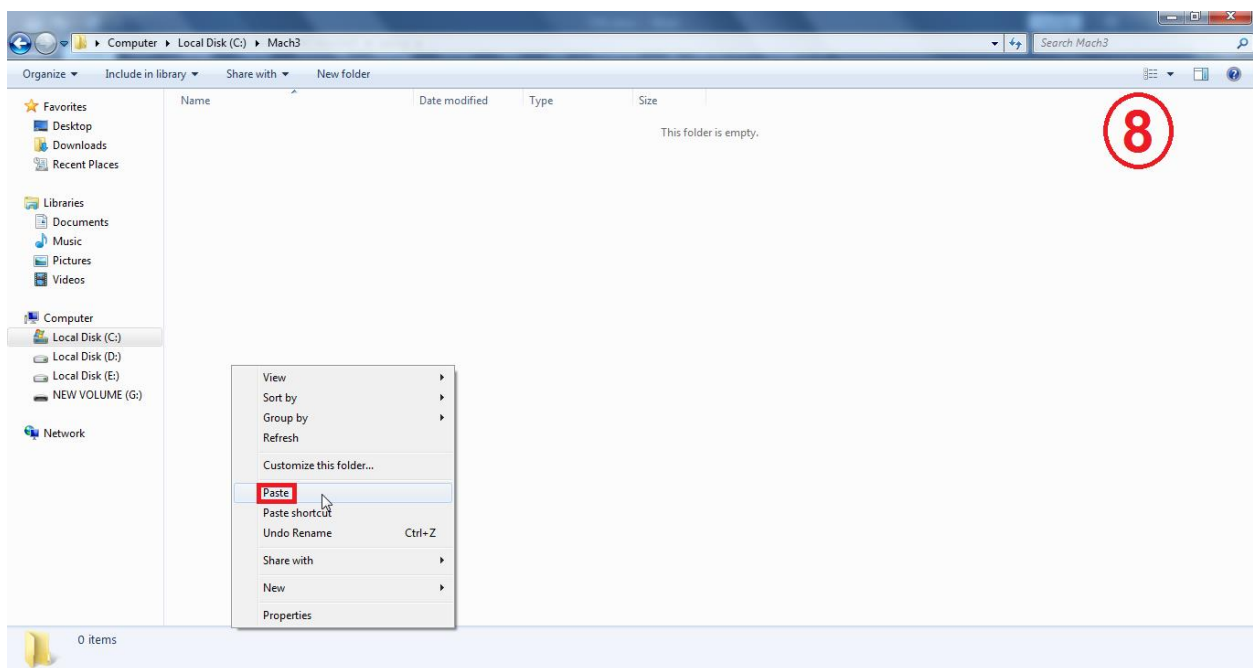 Computer Local Disk (C:) Mach3
Search Mach3
Organize Include in library Share with New folder
Name Date modified Type Size
This folder is empty.
8
Favorites
Desktop
Downloads
Recent Places
Libraries
Documents
Music
Pictures
Videos
Computer
Local Disk (C:)
Local Disk (D:)
Local Disk (E:)
NEW VOLUME (G:)
Network
View
Sort by
Group by
Refresh
Customize this folder...
Paste
Paste shortcut
Undo Rename Ctrl+Z
Share with
New
Properties
0 items